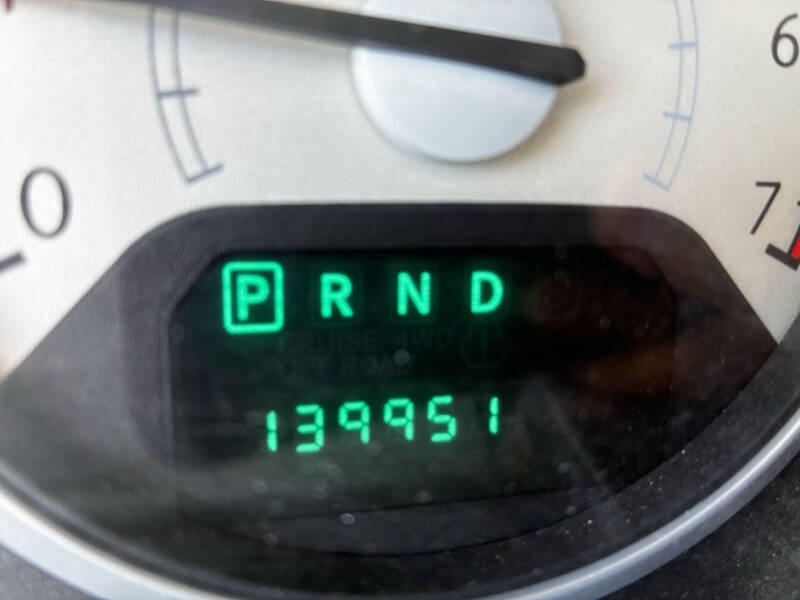 6
0
7
P R N D
CRUISE 4WD
OFF ROAD
139951